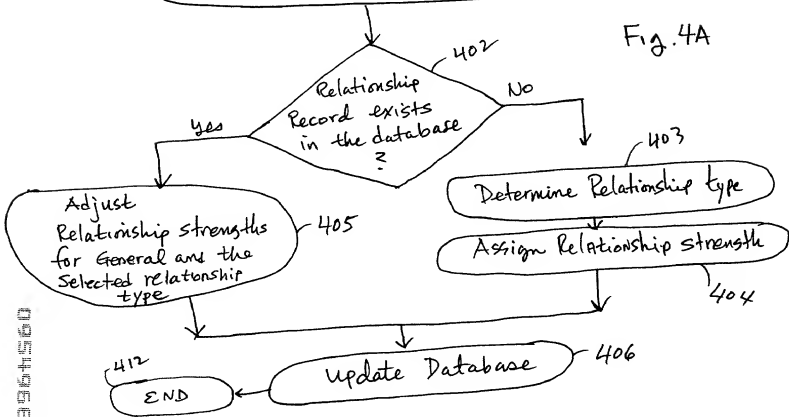 Fig. 4A
402
Relationship
Record exists
in the database
?
Yes
No
403
Determine Relationship type
Assign Relationship strength
404
Adjust
Relationship strengths
for General and the
Selected relationship
type
405
Update Database
406
412
END